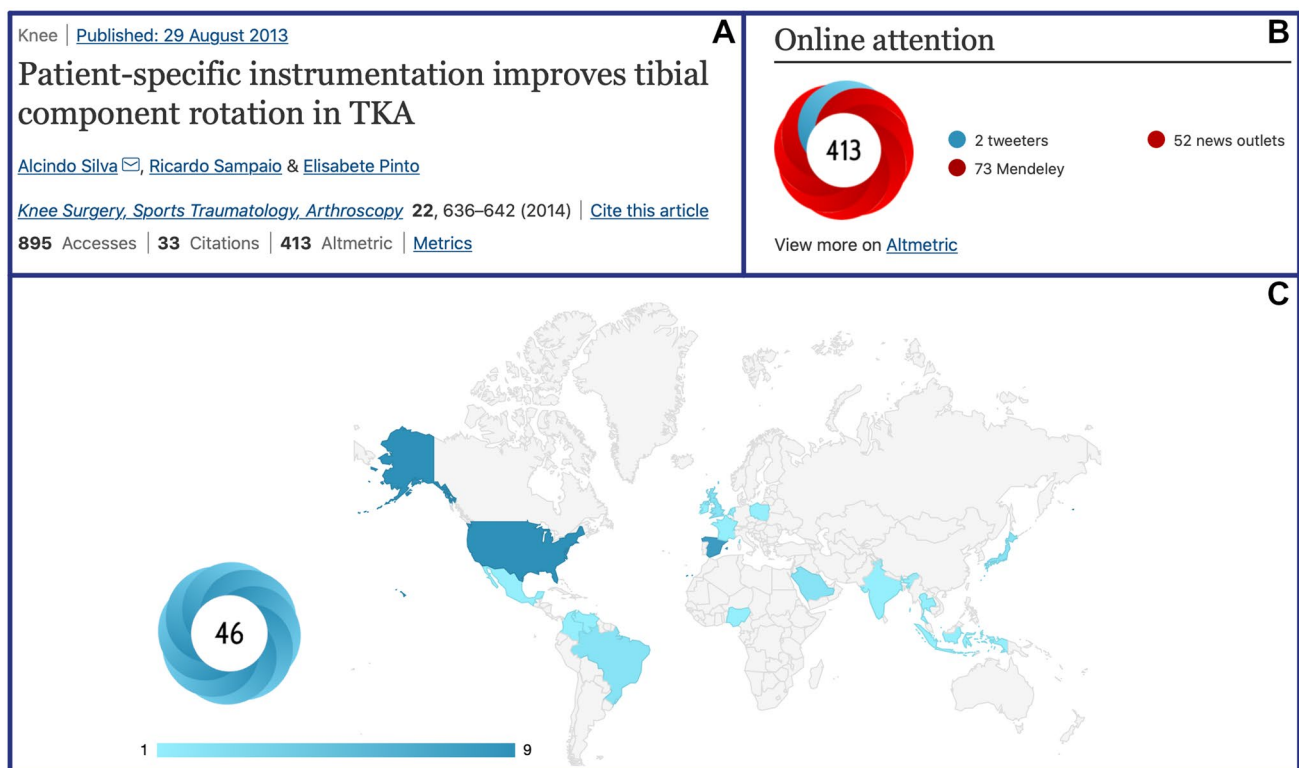 Knee | Published: 29 August 2013
A
Patient-specific instrumentation improves tibial
component rotation in TKA
Alcindo Silva, Ricardo Sampaio & Elisabete Pinto
Knee Surgery, Sports Traumatology, Arthroscopy 22, 636–642 (2014) | Cite this article
895 Accesses | 33 Citations | 413 Altmetric | Metrics
Online attention
B
413
2 tweeters
52 news outlets
73 Mendeley
View more on Altmetric
C
46
1
9